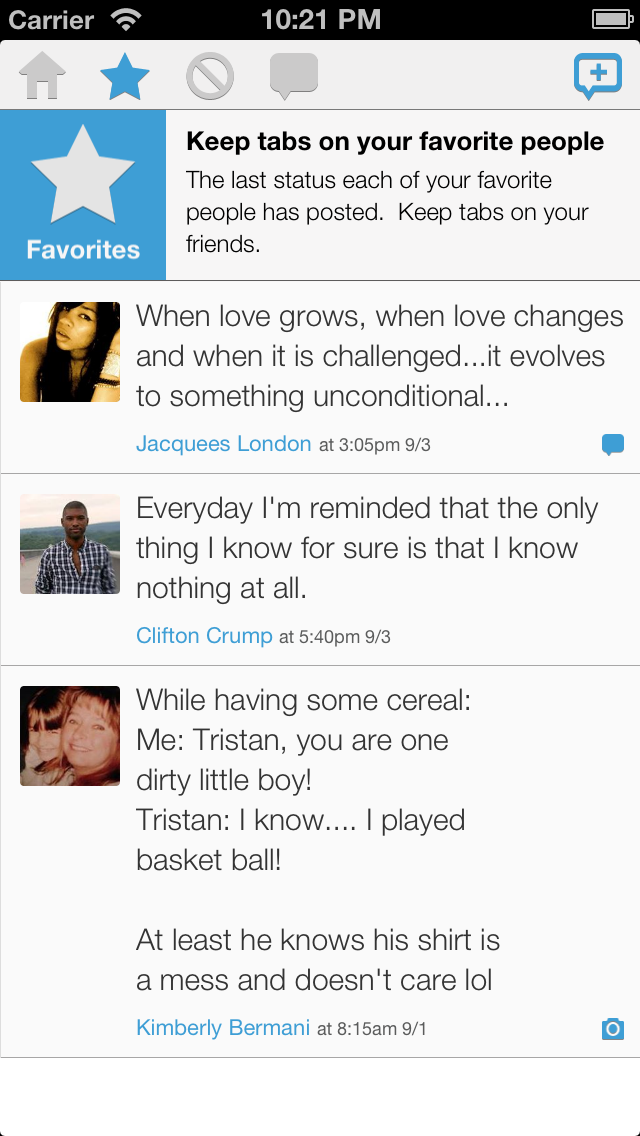 Carrier 10:21 PM
Keep tabs on your favorite people
The last status each of your favorite
people has posted.  Keep tabs on your
friends.
Favorites
When love grows, when love changes
and when it is challenged...it evolves
to something unconditional...
Jacquees London at 3:05pm 9/3
Everyday I'm reminded that the only
thing I know for sure is that I know
nothing at all.
Clifton Crump at 5:40pm 9/3
While having some cereal:
Me: Tristan, you are one
dirty little boy!
Tristan: I know.... I played
basket ball!
At least he knows his shirt is
a mess and doesn't care lol
Kimberly Bermani at 8:15am 9/1